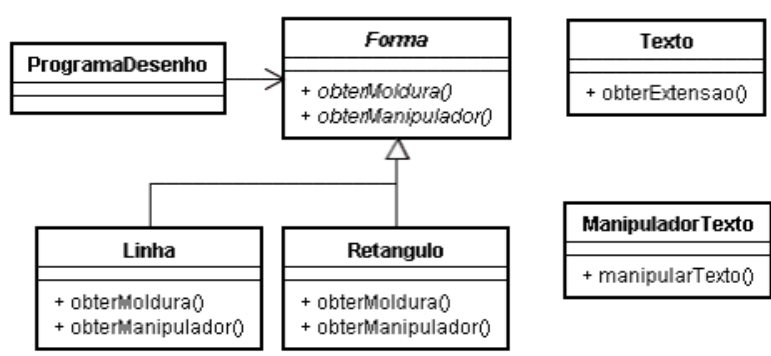 ProgramaDesenho
Forma
+ obterMoldura()
+ obterManipulador()
Texto
+ obterExtensao()
Linha
+ obterMoldura()
+ obterManipulador()
Retangulo
+ obterMoldura()
+ obterManipulador()
ManipuladorTexto
+ manipularTexto()